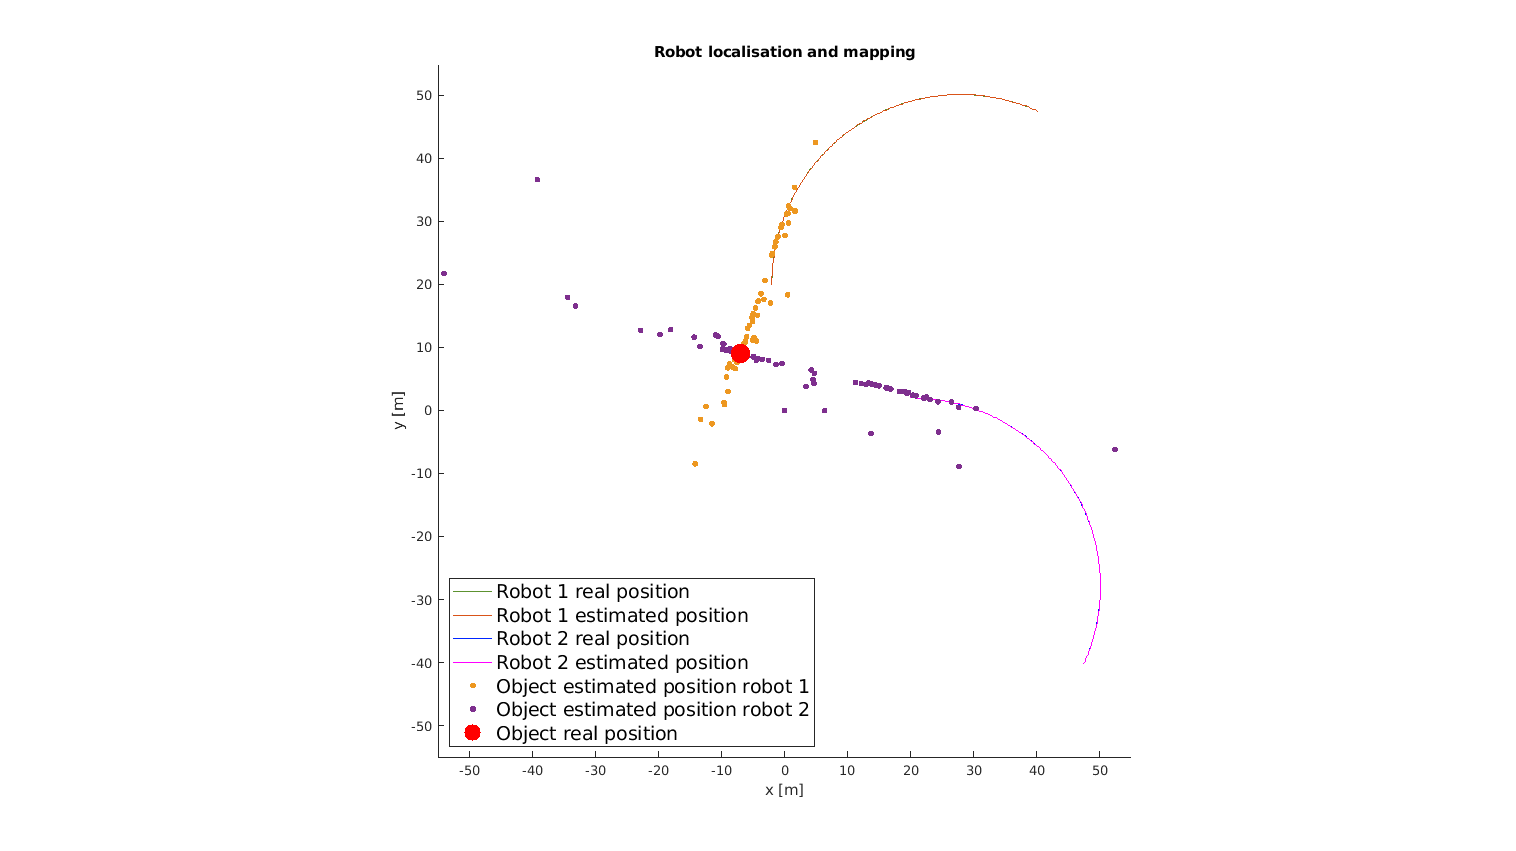 Robot localisation and mapping
50
40
30
20
10
0
-10
-20
-30
-40
-50
y [m]
Robot 1 real position
Robot 1 estimated position
Robot 2 real position
Robot 2 estimated position
Object estimated position robot 1
Object estimated position robot 2
Object real position
-50 -40 -30 -20 -10 0 10 20 30 40 50
x [m]